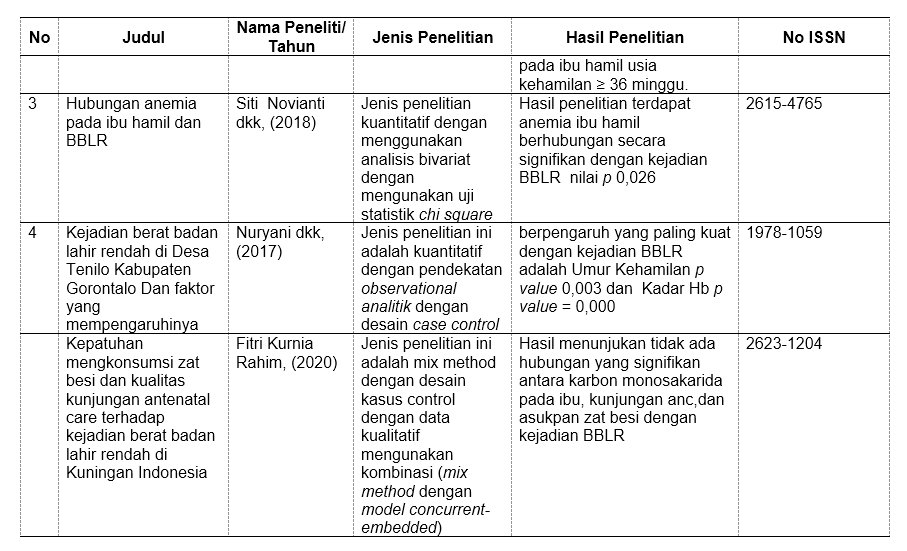 No Judul Nama Peneliti/ Tahun Jenis Penelitian Hasil Penelitian No ISSN
pada ibu hamil usia
kehamilan ≥ 36 minggu.
3
Hubungan anemia
pada ibu hamil dan
BBLR
Siti Novianti
dkk, (2018)
Jenis penelitian
kuantitatif dengan
menggunakan
analisis bivariat
dengan
mengunakan uji
statistik chi square
Hasil penelitian terdapat
anemia ibu hamil
berhubungan secara
signifikan dengan kejadian
BBLR nilai p 0,026
2615-4765
4
Kejadian berat badan
lahir rendah di Desa
Tenilo Kabupaten
Gorontalo Dan faktor
yang
mempengaruhinya
Nuryani dkk,
(2017)
Jenis penelitian ini
adalah kuantitatif
dengan pendekatan
observational
analitik dengan
desain case control
berpengaruh yang paling kuat
dengan kejadian BBLR
adalah Umur Kehamilan p
value 0,003 dan Kadar Hb p
value = 0,000
1978-1059
Kepatuhan
mengkonsumsi zat
besi dan kualitas
kunjungan antenatal
care terhadap
kejadian berat badan
lahir rendah di
Kuningan Indonesia
Fitri Kurnia
Rahim, (2020)
Jenis penelitian ini
adalah mix method
dengan desain
kasus control
dengan data
kualitatif
mengunakan
kombinasi (mix
method dengan
model concurrent-
embedded)
Hasil menunjukan tidak ada
hubungan yang signifikan
antara karbon monosakarida
pada ibu, kunjungan anc,dan
asukpan zat besi dengan
kejadian BBLR
2623-1204